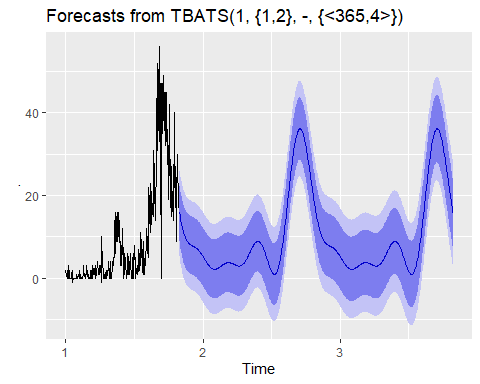 Forecasts from TBATS(1, {1,2}, -, {<365,4>})
40
20
0
1 2 3
Time